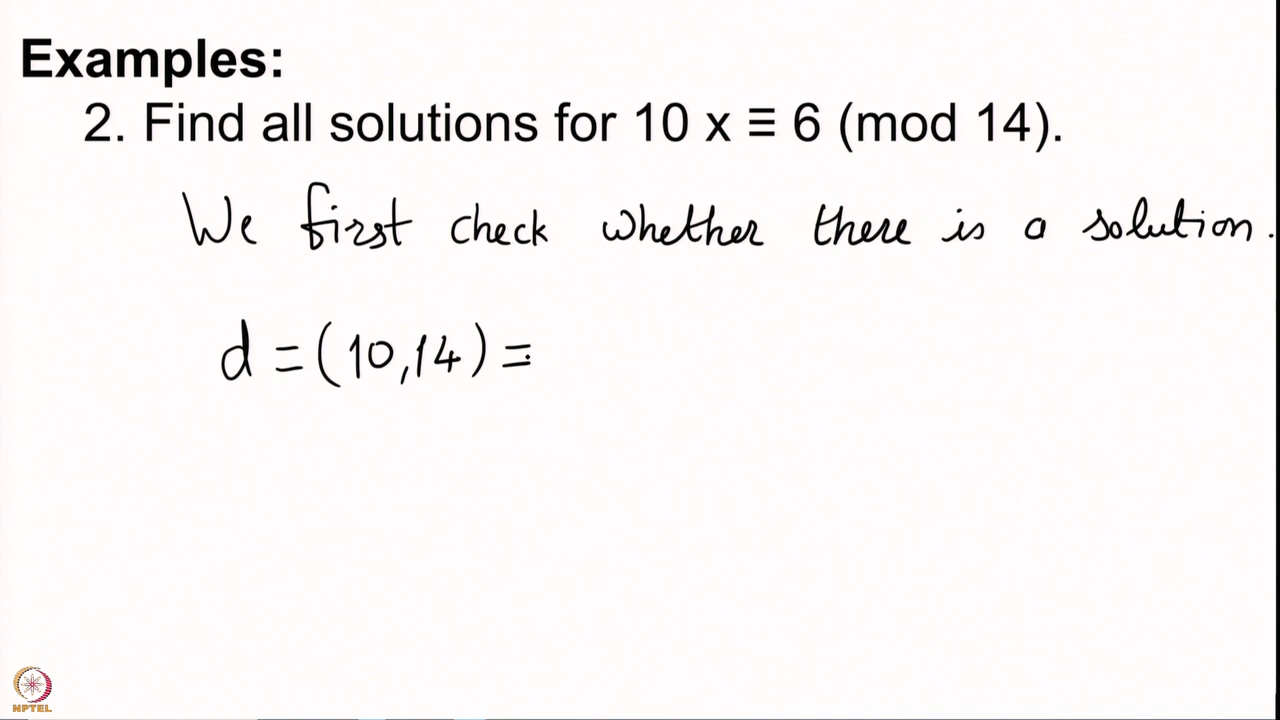 Examples:
2. Find all solutions for 10 x ≡ 6 (mod 14).
We first check whether there is a solution.
d = (10,14) =
NPTEL